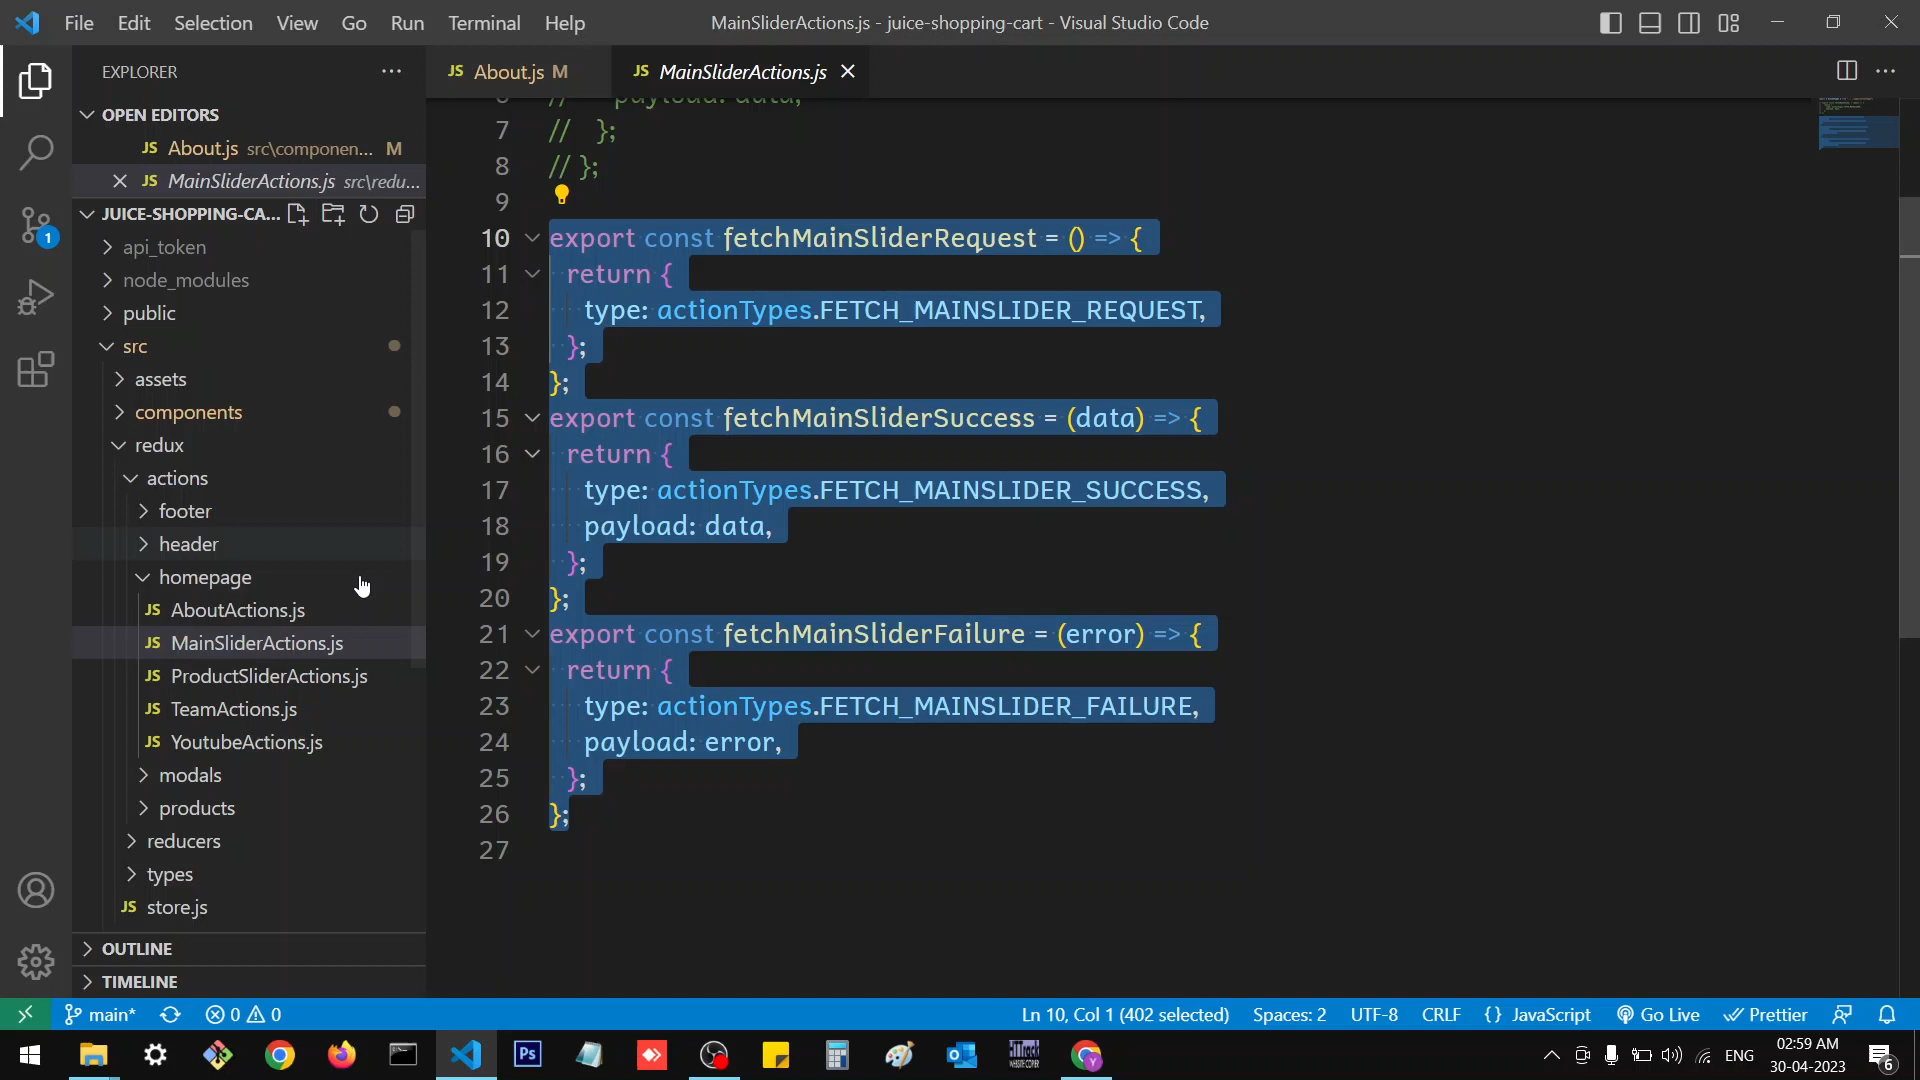 File Edit Selection View Go Run Terminal Help
MainSliderActions.js - juice-shopping-cart - Visual Studio Code
EXPLORER
OPEN EDITORS
JS About.js src\componen... M
JS MainSliderActions.js src\redu...
JUICE-SHOPPING-CA...
api_token
node_modules
public
src
assets
components
redux
actions
footer
header
homepage
JS AboutActions.js
JS MainSliderActions.js
JS ProductSliderActions.js
JS TeamActions.js
JS YoutubeActions.js
modals
products
reducers
types
JS store.js
OUTLINE
TIMELINE
1
JS About.js M
JS MainSliderActions.js
6 // payload: data,
7 // };
8 // };
9
10 export const fetchMainSliderRequest = () => {
11 return {
12 type: actionTypes.FETCH_MAINSLIDER_REQUEST,
13 };
14 };
15 export const fetchMainSliderSuccess = (data) => {
16 return {
17 type: actionTypes.FETCH_MAINSLIDER_SUCCESS,
18 payload: data,
19 };
20 };
21 export const fetchMainSliderFailure = (error) => {
22 return {
23 type: actionTypes.FETCH_MAINSLIDER_FAILURE,
24 payload: error,
25 };
26 };
27
main* 0 0 Ln 10, Col 1 (402 selected) Spaces: 2 UTF-8 CRLF {} JavaScript Go Live Prettier
Ps
ENG
02:59 AM
30-04-2023
6